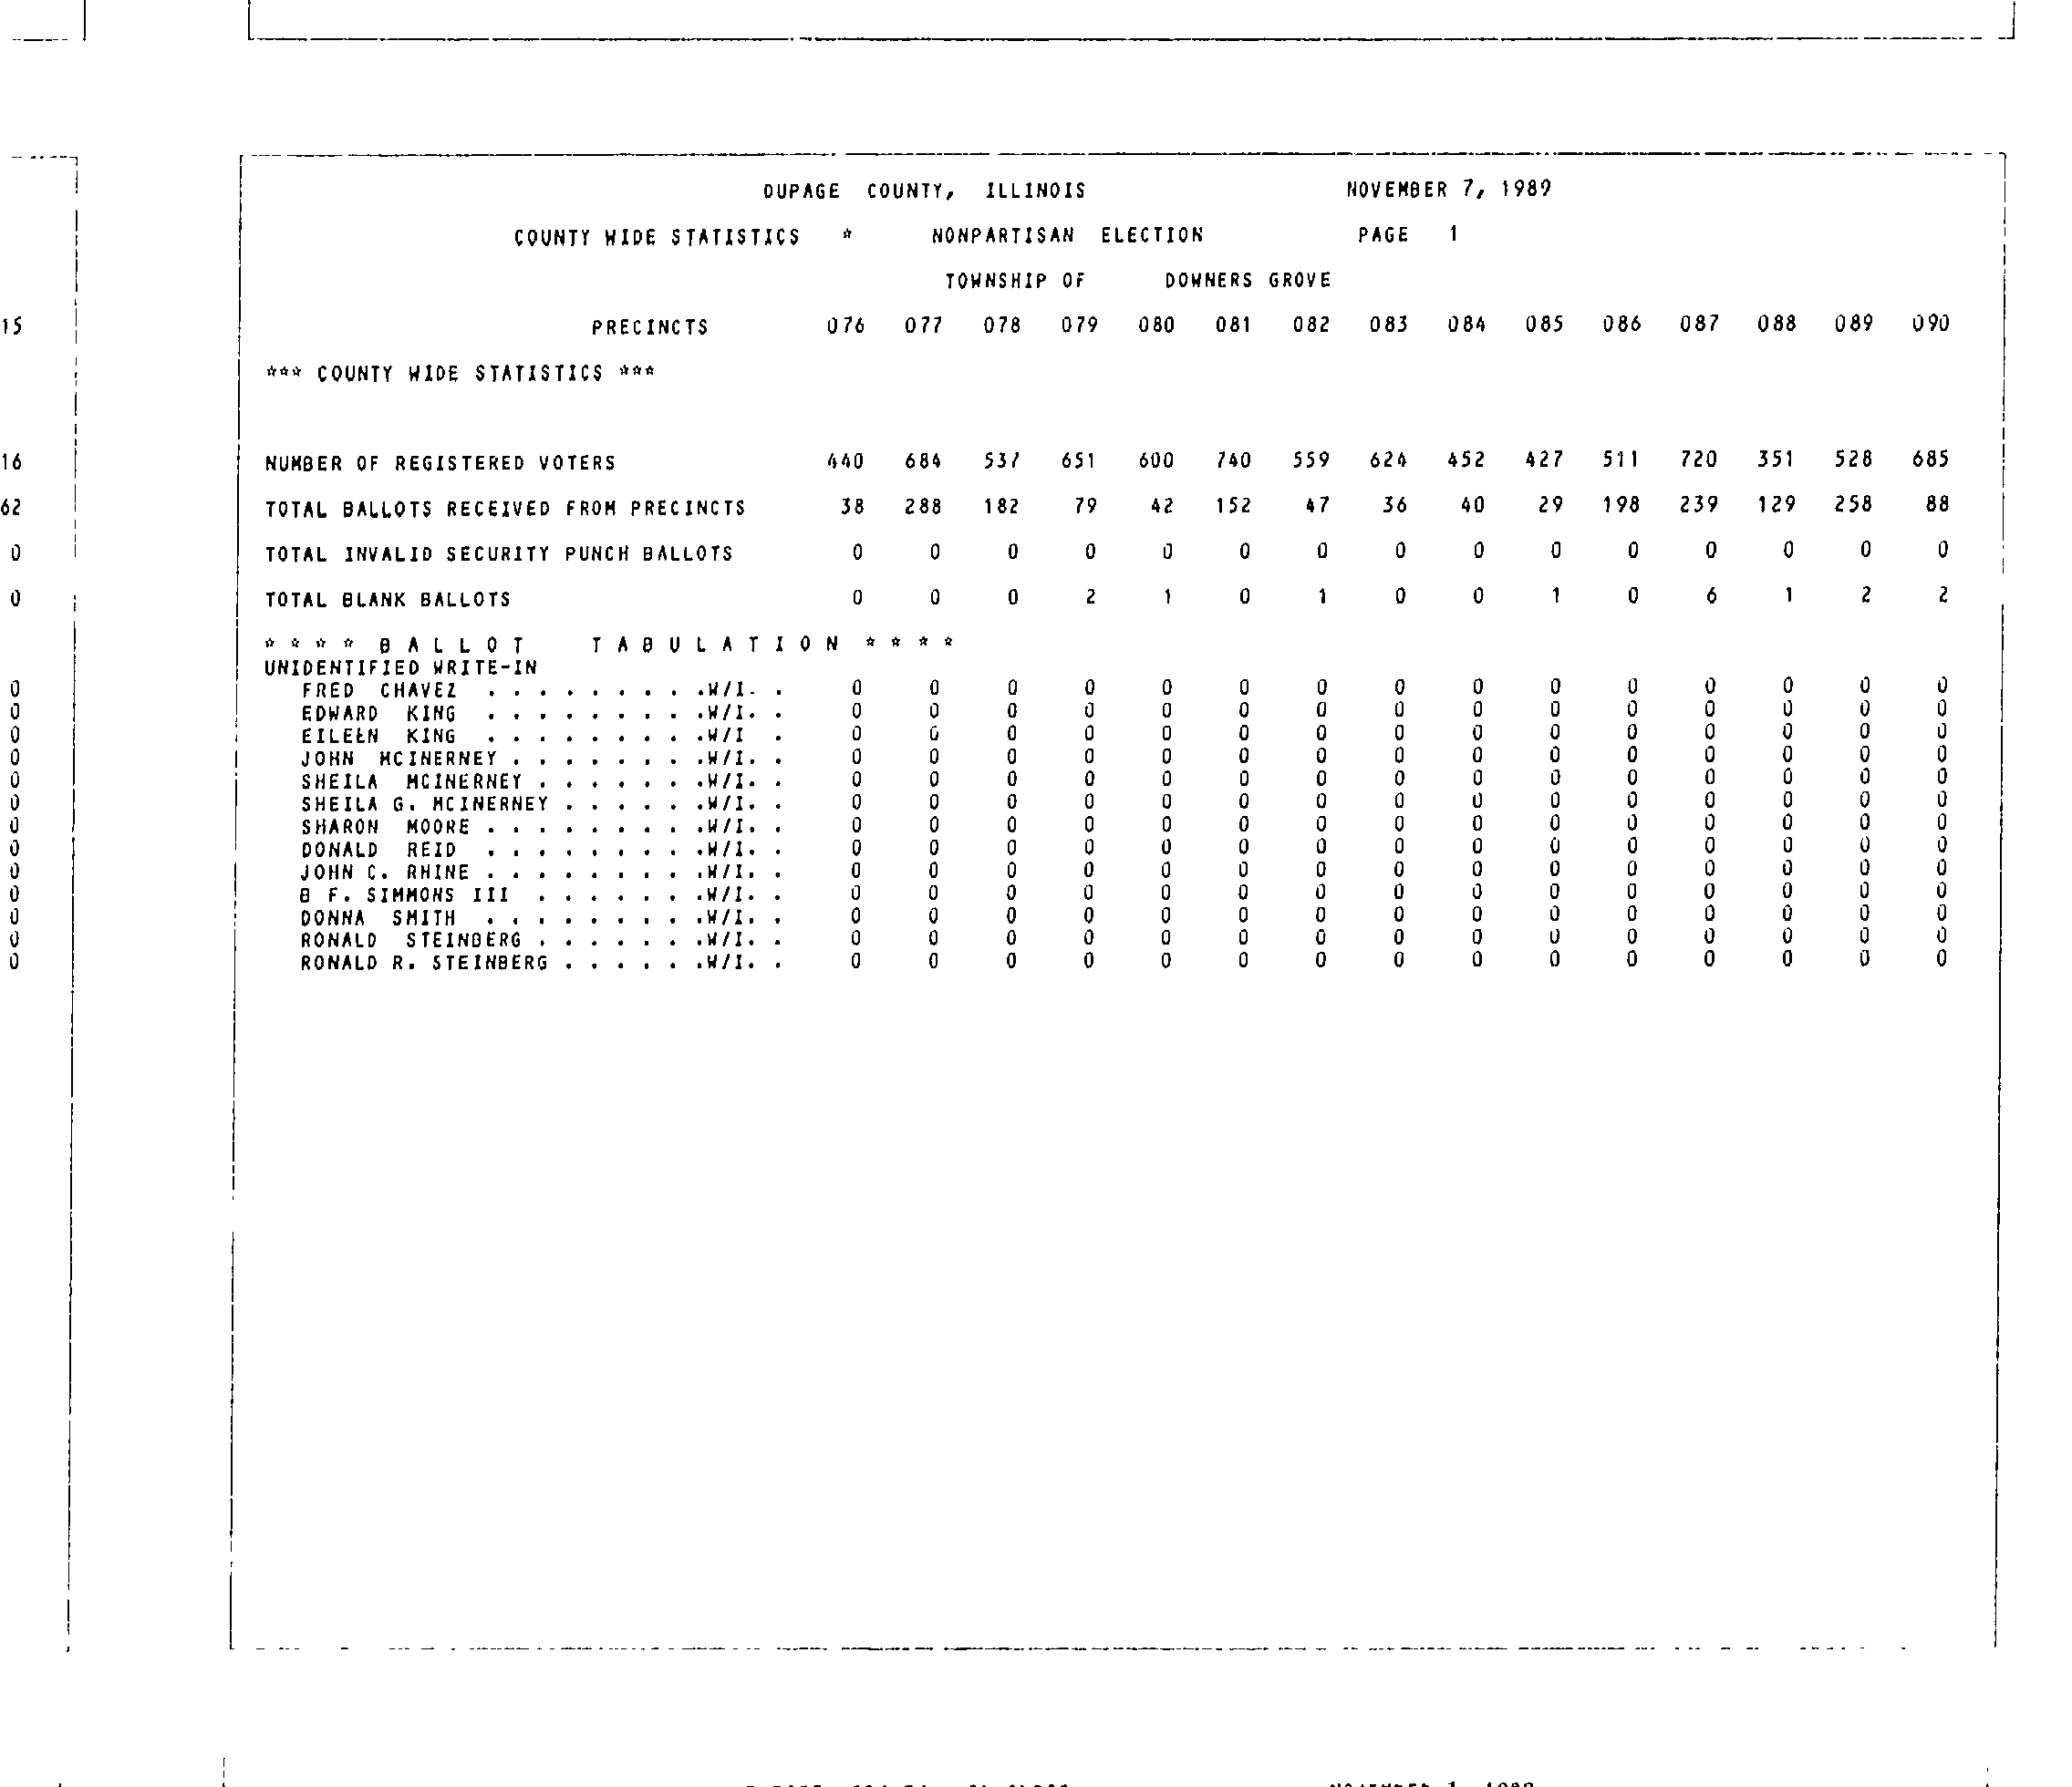 DUPAGE COUNTY, ILLINOIS NOVEMBER 7, 1989
COUNTY WIDE STATISTICS * NONPARTISAN ELECTION PAGE 1
TOWNSHIP OF DOWNERS GROVE
15 PRECINCTS 076 077 078 079 080 081 082 083 084 085 086 087 088 089 090
*** COUNTY WIDE STATISTICS ***
16 NUMBER OF REGISTERED VOTERS 440 684 537 651 600 740 559 624 452 427 511 720 351 528 685
62 TOTAL BALLOTS RECEIVED FROM PRECINCTS 38 288 182 79 42 152 47 36 40 29 198 239 129 258 88
0 TOTAL INVALID SECURITY PUNCH BALLOTS 0 0 0 0 0 0 0 0 0 0 0 0 0 0 0
0 TOTAL BLANK BALLOTS 0 0 0 2 1 0 1 0 0 1 0 6 1 2 2
* * * * B A L L O T T A B U L A T I O N * * * *
UNIDENTIFIED WRITE-IN
0 FRED CHAVEZ . . . . . . . . .W/I. . 0 0 0 0 0 0 0 0 0 0 0 0 0 0 0
0 EDWARD KING . . . . . . . . .W/I. . 0 0 0 0 0 0 0 0 0 0 0 0 0 0 0
0 EILEEN KING . . . . . . . . .W/I . 0 0 0 0 0 0 0 0 0 0 0 0 0 0 0
0 JOHN MCINERNEY . . . . . . .W/I. . 0 0 0 0 0 0 0 0 0 0 0 0 0 0 0
0 SHEILA MCINERNEY . . . . . . .W/I. . 0 0 0 0 0 0 0 0 0 0 0 0 0 0 0
0 SHEILA G. MCINERNEY . . . . . .W/I. . 0 0 0 0 0 0 0 0 0 0 0 0 0 0 0
0 SHARON MOORE . . . . . . . . .W/I. . 0 0 0 0 0 0 0 0 0 0 0 0 0 0 0
0 DONALD REID . . . . . . . . .W/I. . 0 0 0 0 0 0 0 0 0 0 0 0 0 0 0
0 JOHN C. RHINE . . . . . . . . .W/I. . 0 0 0 0 0 0 0 0 0 0 0 0 0 0 0
0 B F. SIMMONS III . . . . . . .W/I. . 0 0 0 0 0 0 0 0 0 0 0 0 0 0 0
0 DONNA SMITH . . . . . . . . .W/I. . 0 0 0 0 0 0 0 0 0 0 0 0 0 0 0
0 RONALD STEINBERG . . . . . . .W/I. . 0 0 0 0 0 0 0 0 0 0 0 0 0 0 0
0 RONALD R. STEINBERG . . . . . .W/I. . 0 0 0 0 0 0 0 0 0 0 0 0 0 0 0